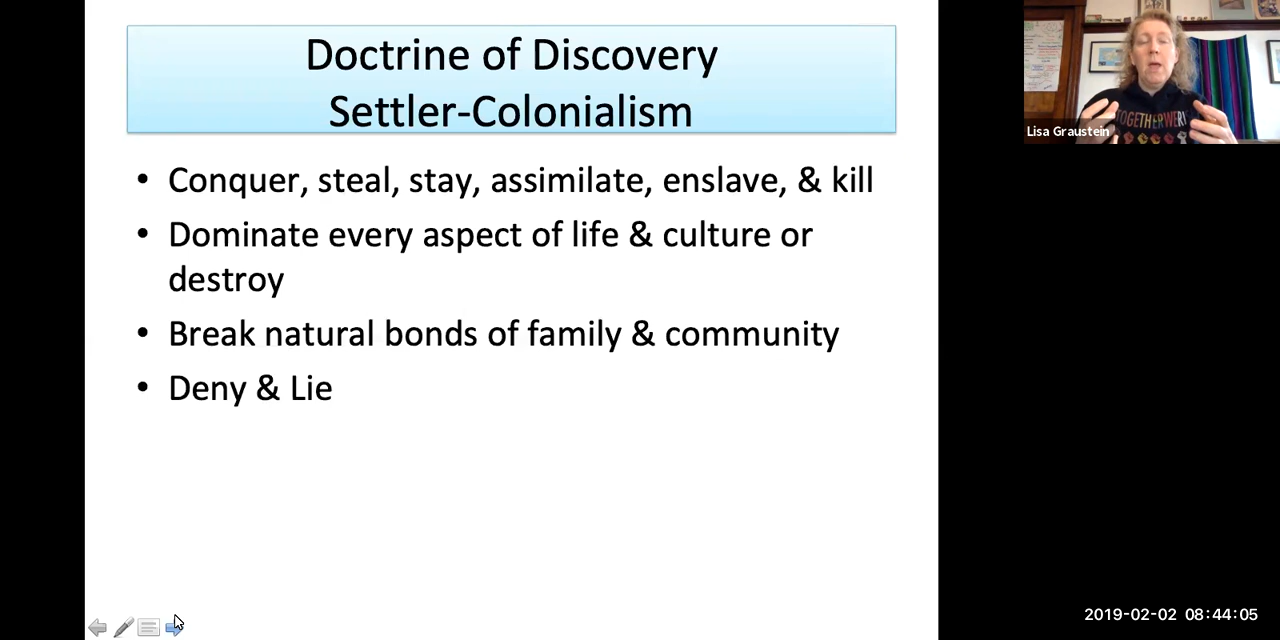 Doctrine of Discovery
Settler-Colonialism
• Conquer, steal, stay, assimilate, enslave, & kill
• Dominate every aspect of life & culture or
destroy
• Break natural bonds of family & community
• Deny & Lie
Lisa Graustein
2019-02-02 08:44:05